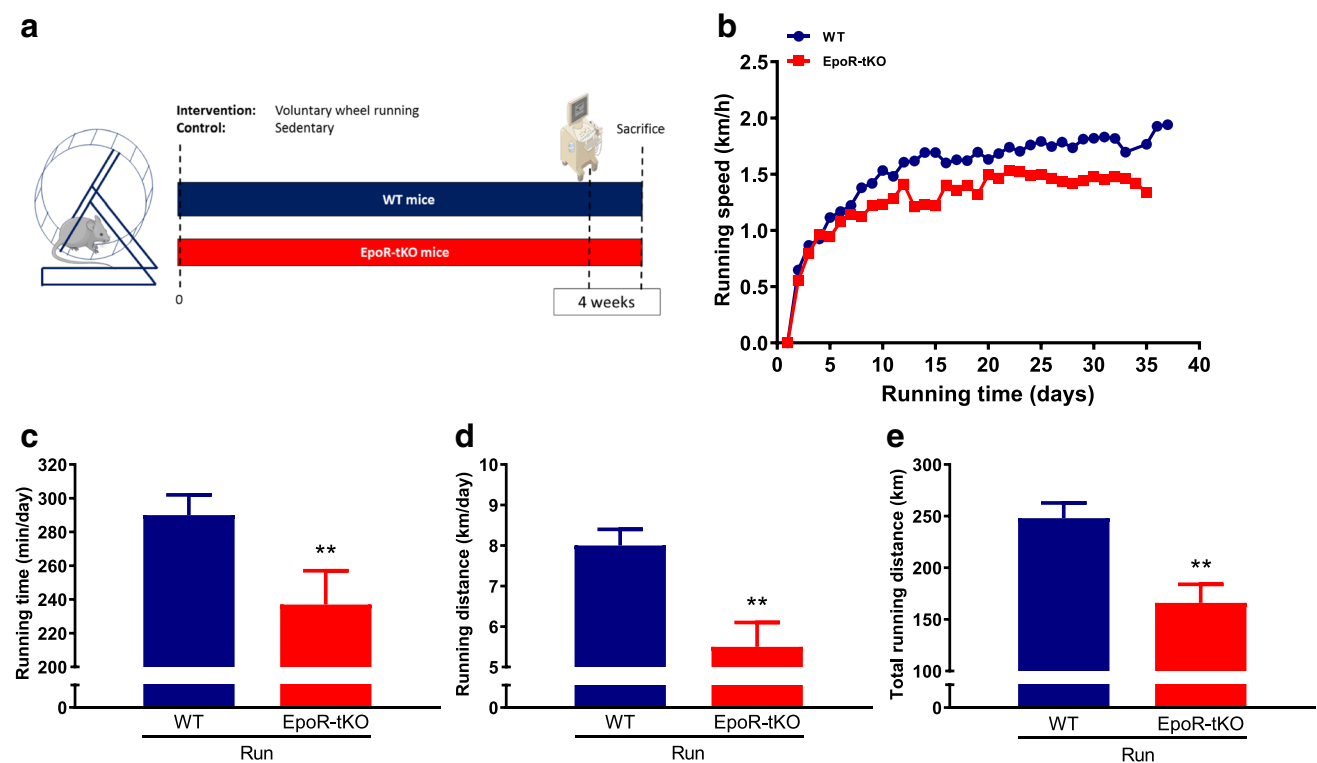 a
Intervention: Voluntary wheel running
Control: Sedentary
Sacrifice
WT mice
EpoR-tKO mice
0
4 weeks
b
WT
EpoR-tKO
Running speed (km/h)
2.5
2.0
1.5
1.0
0.5
0.0
0 5 10 15 20 25 30 35 40
Running time (days)
c
Running time (min/day)
320
300
280
260
240
220
200
0
**
WT EpoR-tKO
Run
d
Running distance (km/day)
10
9
8
7
6
5
0
**
WT EpoR-tKO
Run
e
Total running distance (km)
300
250
200
150
100
50
0
**
WT EpoR-tKO
Run